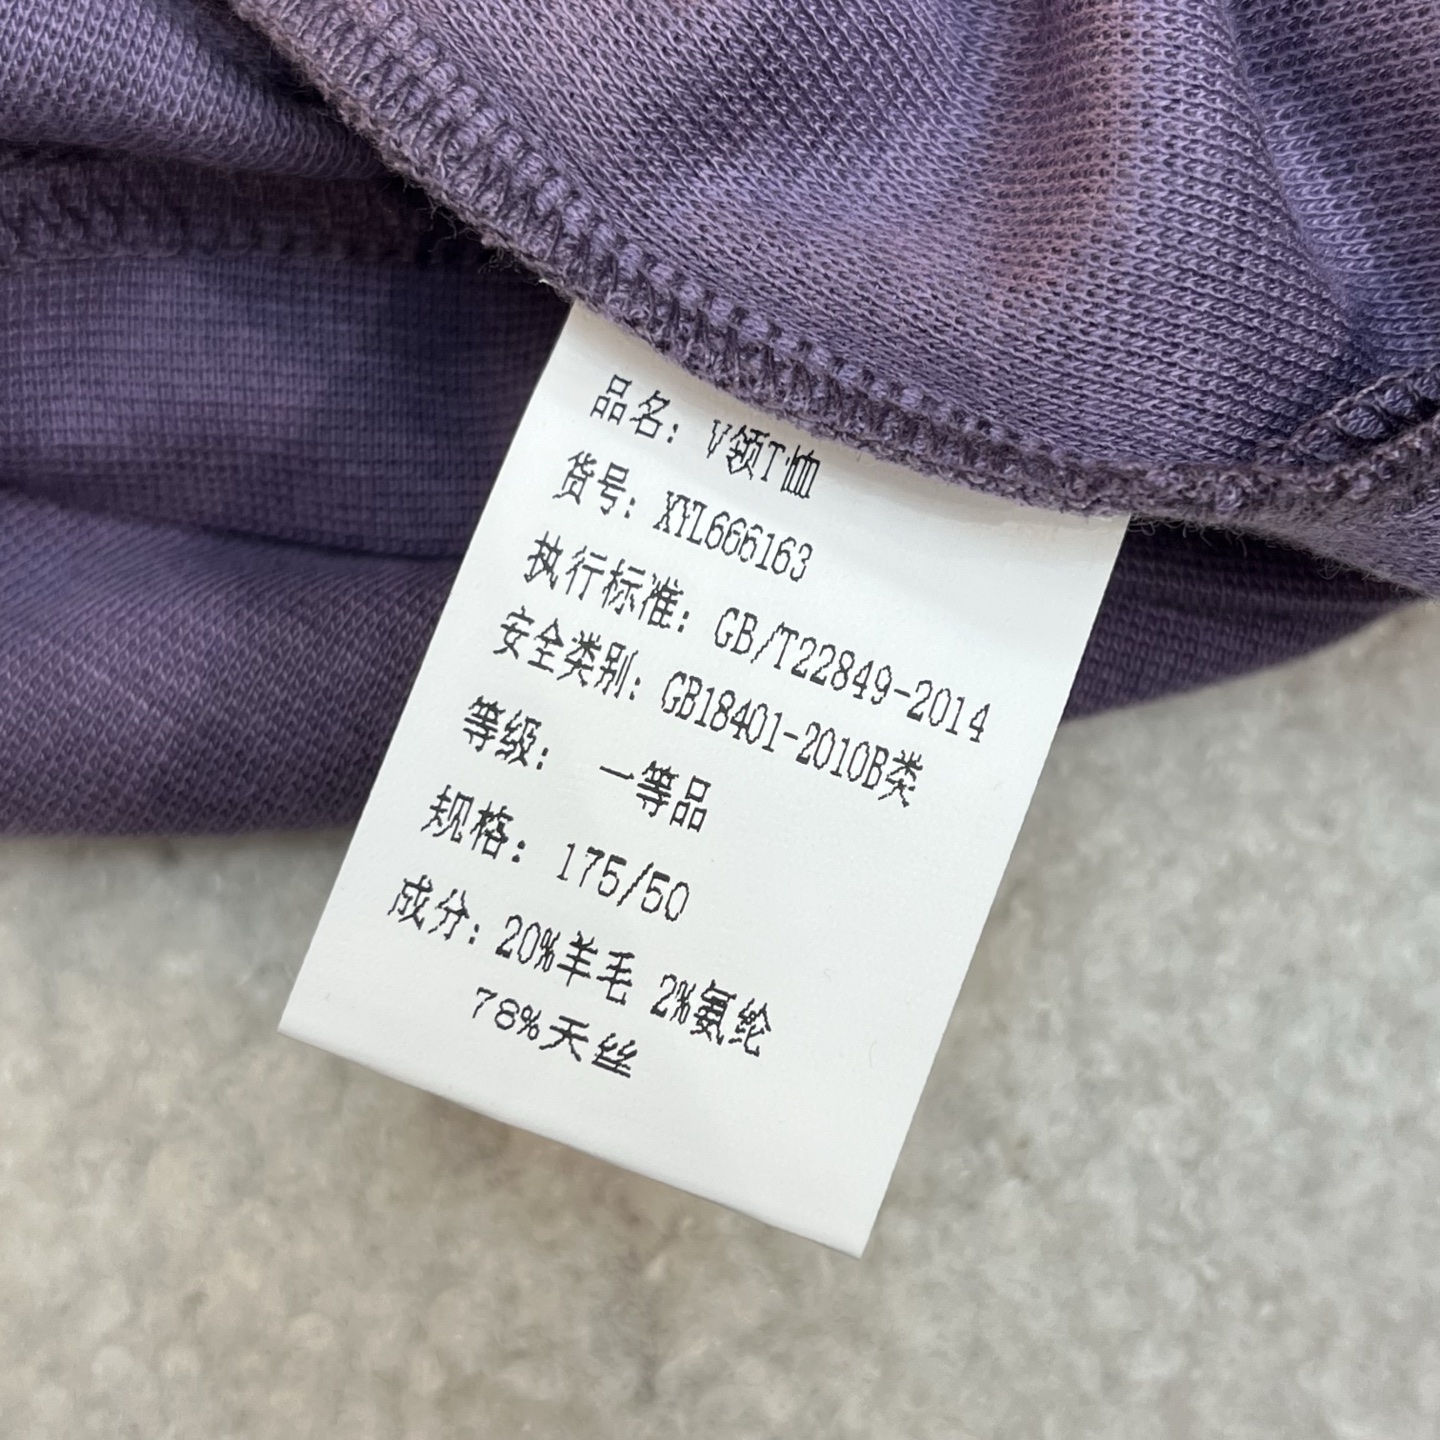 品名：V领T恤
货号：XYL666163
执行标准：GB/T22849-2014
安全类别：GB18401-2010B类
等级：一等品
规格：175/50
成分：20%羊毛 2%氨纶
78%天丝